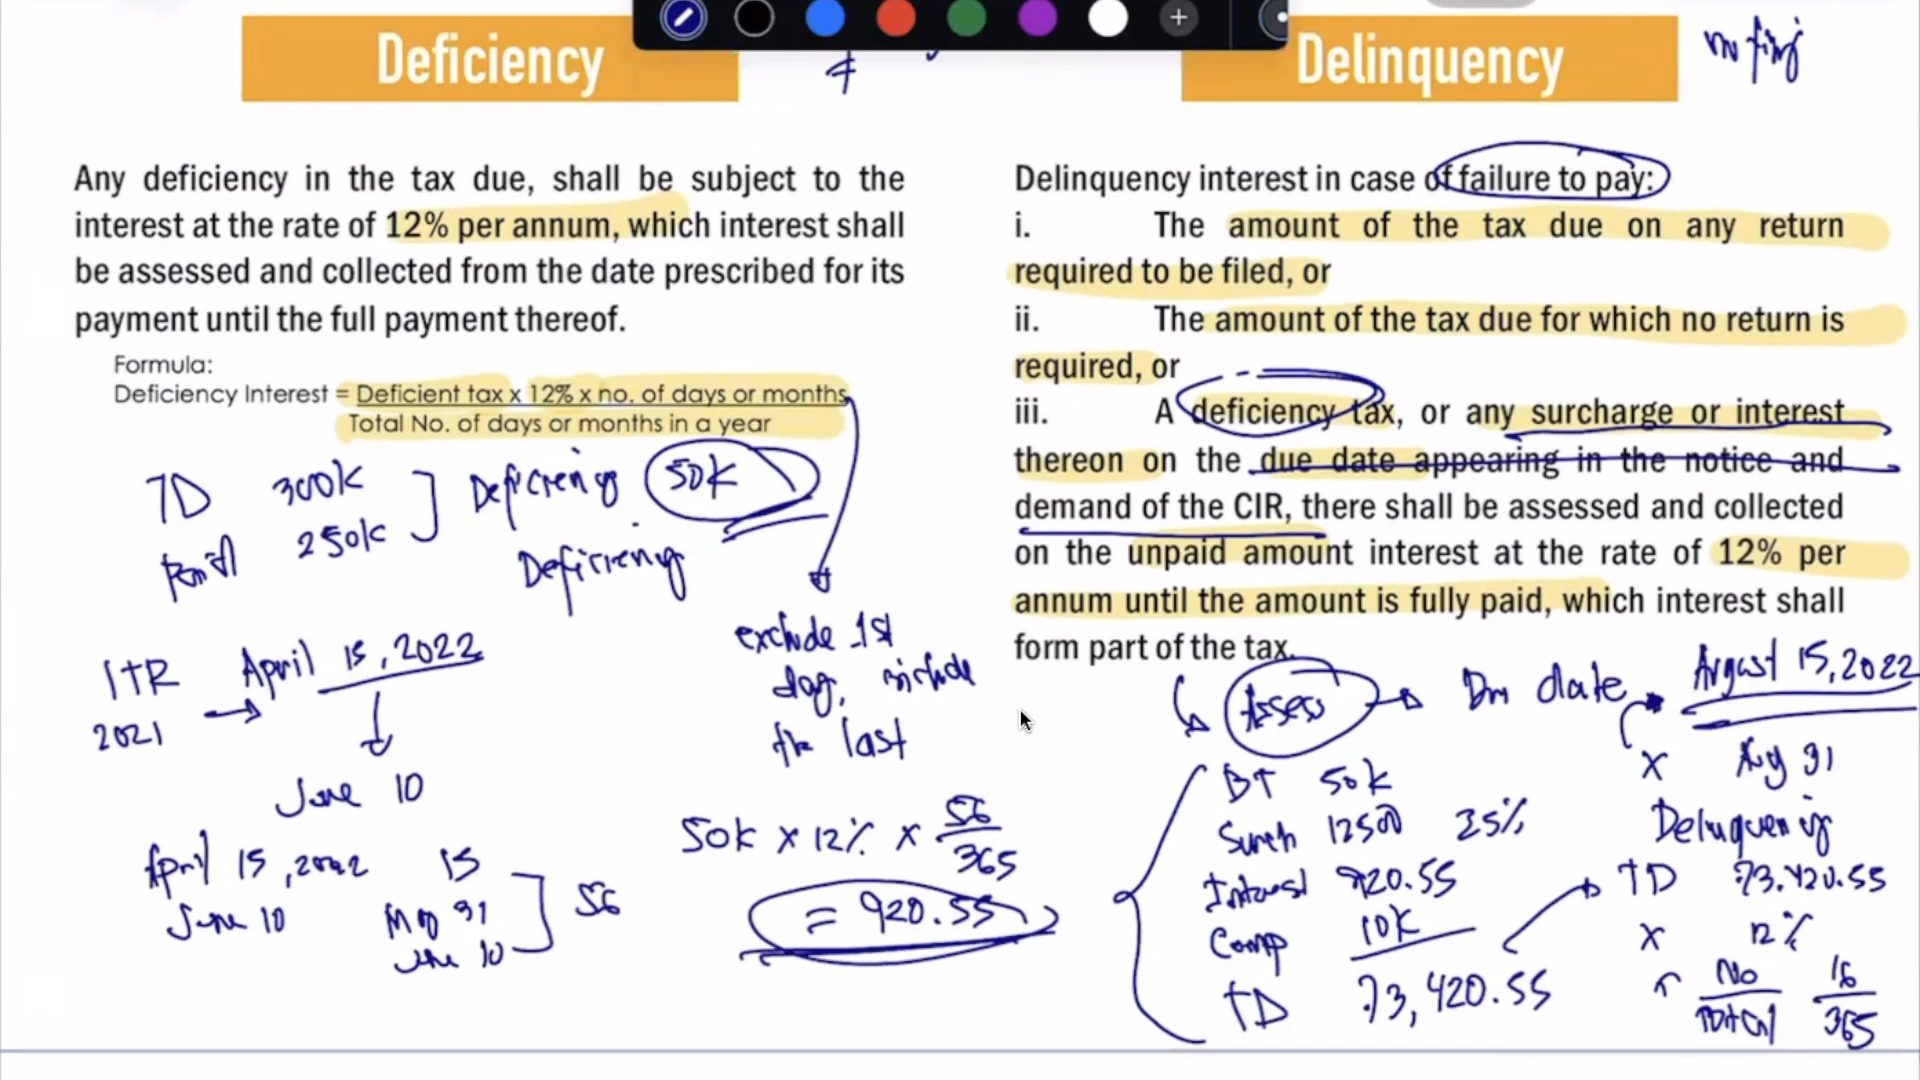 Deficiency
Any deficiency in the tax due, shall be subject to the
interest at the rate of 12% per annum, which interest shall
be assessed and collected from the date prescribed for its
payment until the full payment thereof.
Formula:
Deficiency Interest = Deficient tax x 12% x no. of days or months
Total No. of days or months in a year
TD 300k
250k
Deficiency 50k
Deficiency
ITR
2021
April 15, 2022
June 10
exclude 1st
day, include
the last
April 15, 2022 15
June 10 May 31
June 10
56
50k x 12% x 56
365
= 920.55
Delinquency
Delinquency interest in case of failure to pay:
i. The amount of the tax due on any return
required to be filed, or
ii. The amount of the tax due for which no return is
required, or
iii. A deficiency tax, or any surcharge or interest
thereon on the due date appearing in the notice and
demand of the CIR, there shall be assessed and collected
on the unpaid amount interest at the rate of 12% per
annum until the amount is fully paid, which interest shall
form part of the tax.
Assess Due date August 15, 2022
x Aug 31
BT 50k
Surch 12500 25%
Interest 920.55
Comp 10k
TD 73,420.55
Delinquency
TD 73,420.55
x 12%
x No 16
Total 365